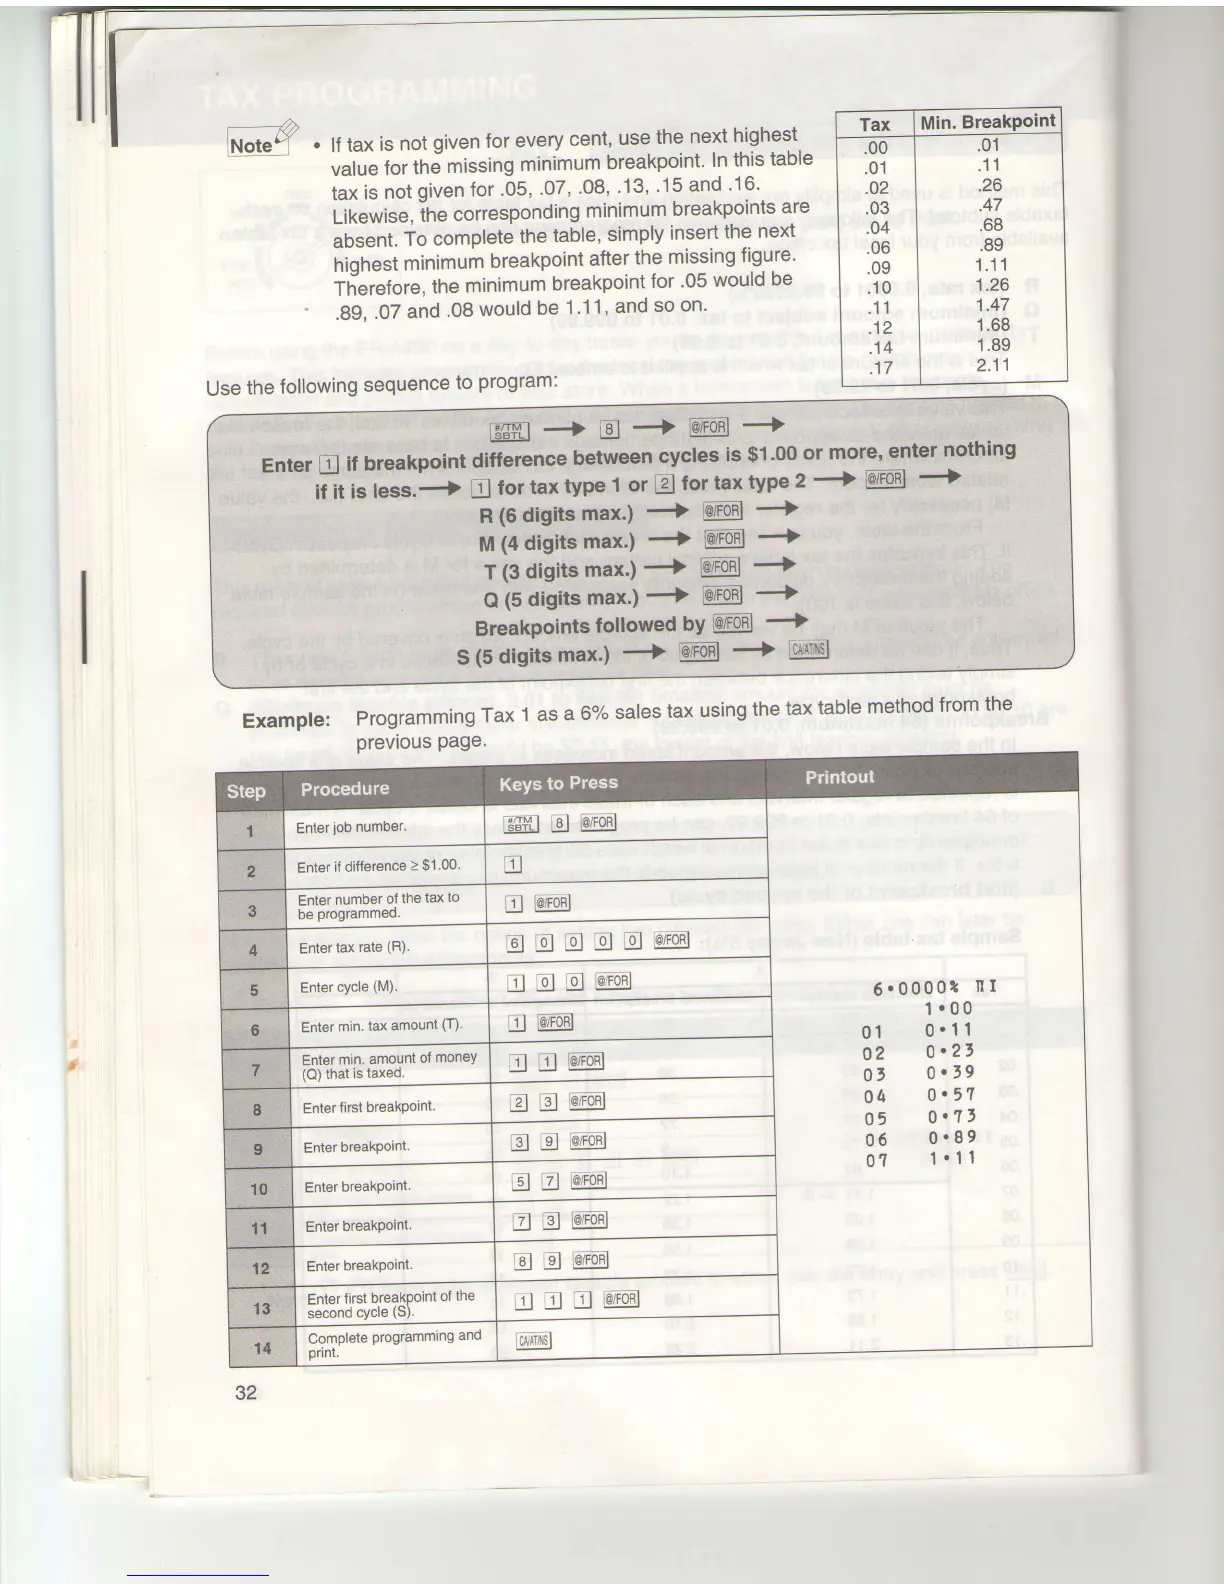 Note
• If tax is not given for every cent, use the next highest
value for the missing minimum breakpoint. In this table
tax is not given for .05, .07, .08, .13, .15 and .16.
Likewise, the corresponding minimum breakpoints are
absent. To complete the table, simply insert the next
highest minimum breakpoint after the missing figure.
Therefore, the minimum breakpoint for .05 would be
.89, .07 and .08 would be 1.11, and so on.
Tax Min. Breakpoint
.00 .01
.01 .11
.02 .26
.03 .47
.04 .68
.06 .89
.09 1.11
.10 1.26
.11 1.47
.12 1.68
.14 1.89
.17 2.11
Use the following sequence to program:
#/TM SBTL → 8 → @/FOR →
Enter 1 if breakpoint difference between cycles is $1.00 or more, enter nothing
if it is less. → 1 for tax type 1 or 2 for tax type 2 → @/FOR →
R (6 digits max.) → @/FOR →
M (4 digits max.) → @/FOR →
T (3 digits max.) → @/FOR →
Q (5 digits max.) → @/FOR →
Breakpoints followed by @/FOR →
S (5 digits max.) → @/FOR → CA/AT/NS
Example: Programming Tax 1 as a 6% sales tax using the tax table method from the
previous page.
Step Procedure Keys to Press Printout
1 Enter job number. #/TM SBTL 8 @/FOR
2 Enter if difference ≥ $1.00. 1
3 Enter number of the tax to
be programmed. 1 @/FOR
4 Enter tax rate (R). 6 0 0 0 0 @/FOR
5 Enter cycle (M). 1 0 0 @/FOR
6 Enter min. tax amount (T). 1 @/FOR
7 Enter min. amount of money
(Q) that is taxed. 1 1 @/FOR
8 Enter first breakpoint. 2 3 @/FOR
9 Enter breakpoint. 3 9 @/FOR
10 Enter breakpoint. 5 7 @/FOR
11 Enter breakpoint. 7 3 @/FOR
12 Enter breakpoint. 8 9 @/FOR
13 Enter first breakpoint of the
second cycle (S). 1 1 1 @/FOR
14 Complete programming and
print. CA/AT/NS
6•0000%
1•00
01 0•11
02 0•23
03 0•39
04 0•57
05 0•73
06 0•89
07 1•11
32